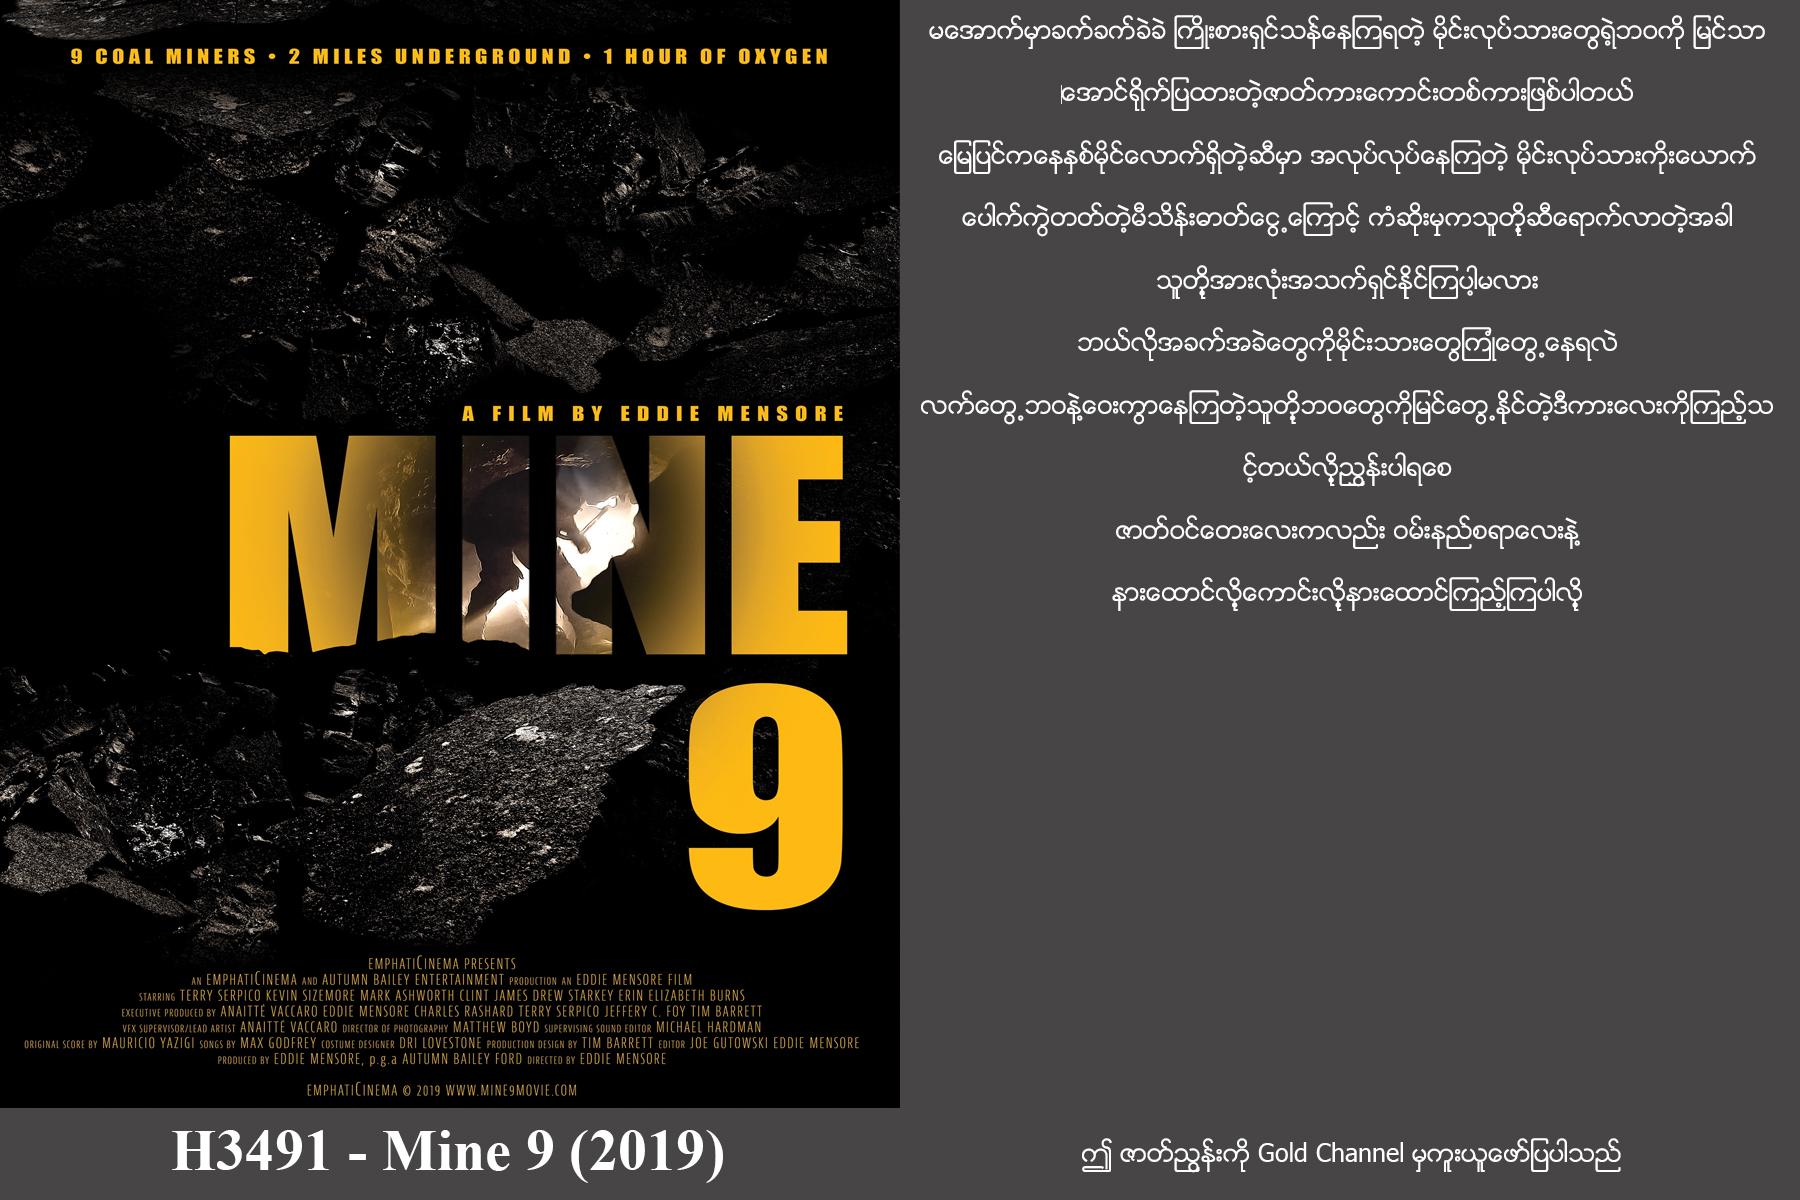 9 COAL MINERS • 2 MILES UNDERGROUND • 1 HOUR OF OXYGEN
A FILM BY EDDIE MENSORE
MINE
9
EMPHATICINEMA PRESENTS
AN EMPHATICINEMA AND AUTUMN BAILEY ENTERTAINMENT PRODUCTION AN EDDIE MENSORE FILM
STARRING TERRY SERPICO KEVIN SIZEMORE MARK ASHWORTH CLINT JAMES DREW STARKEY ERIN ELIZABETH BURNS
EXECUTIVE PRODUCED BY ANAITTÉ VACCARO EDDIE MENSORE CHARLES RASHARD TERRY SERPICO JEFFERY C. FOY TIM BARRETT
VFX SUPERVISOR/LEAD ARTIST ANAITTÉ VACCARO DIRECTOR OF PHOTOGRAPHY MATTHEW BOYD SUPERVISING SOUND EDITOR MICHAEL HARDMAN
ORIGINAL SCORE BY MAURICIO YAZIGI SONGS BY MAX GODFREY COSTUME DESIGNER DRI LOVESTONE PRODUCTION DESIGN BY TIM BARRETT EDITOR JOE GUTOWSKI EDDIE MENSORE
PRODUCED BY EDDIE MENSORE, p.g.a AUTUMN BAILEY FORD DIRECTED BY EDDIE MENSORE
EMPHATICINEMA © 2019 WWW.MINE9MOVIE.COM
H3491 - Mine 9 (2019)
မအောက်မှာခက်ခက်ခဲခဲ ကြိုးစားရှင်သန်နေကြရတဲ့ မိုင်းလုပ်သားတွေရဲ့ဘဝကို မြင်သာ
အောင်ရိုက်ပြထားတဲ့ဇာတ်ကားကောင်းတစ်ကားဖြစ်ပါတယ်
မြေပြင်ကနေနှစ်မိုင်လောက်ရှိတဲ့ဆီမှာ အလုပ်လုပ်နေကြတဲ့ မိုင်းလုပ်သားကိုးယောက်
ပေါက်ကွဲတတ်တဲ့မီသိန်းဓာတ်ငွေ့ကြောင့် ကံဆိုးမှကသူတို့ဆီရောက်လာတဲ့အခါ
သူတို့အားလုံးအသက်ရှင်နိုင်ကြပါ့မလား
ဘယ်လိုအခက်အခဲတွေကိုမိုင်းသားတွေကြုံတွေ့နေရလဲ
လက်တွေ့ဘဝနဲ့ဝေးကွာနေကြတဲ့သူတို့ဘဝတွေကိုမြင်တွေ့နိုင်တဲ့ဒီကားလေးကိုကြည့်သ
င့်တယ်လို့ညွှန်းပါရစေ
ဇာတ်ဝင်တေးလေးကလည်း ဝမ်းနည်စရာလေးနဲ့
နားထောင်လို့ကောင်းလို့နားထောင်ကြည့်ကြပါလို့
ဤ ဇာတ်ညွှန်းကို Gold Channel မှကူးယူဖော်ပြပါသည်